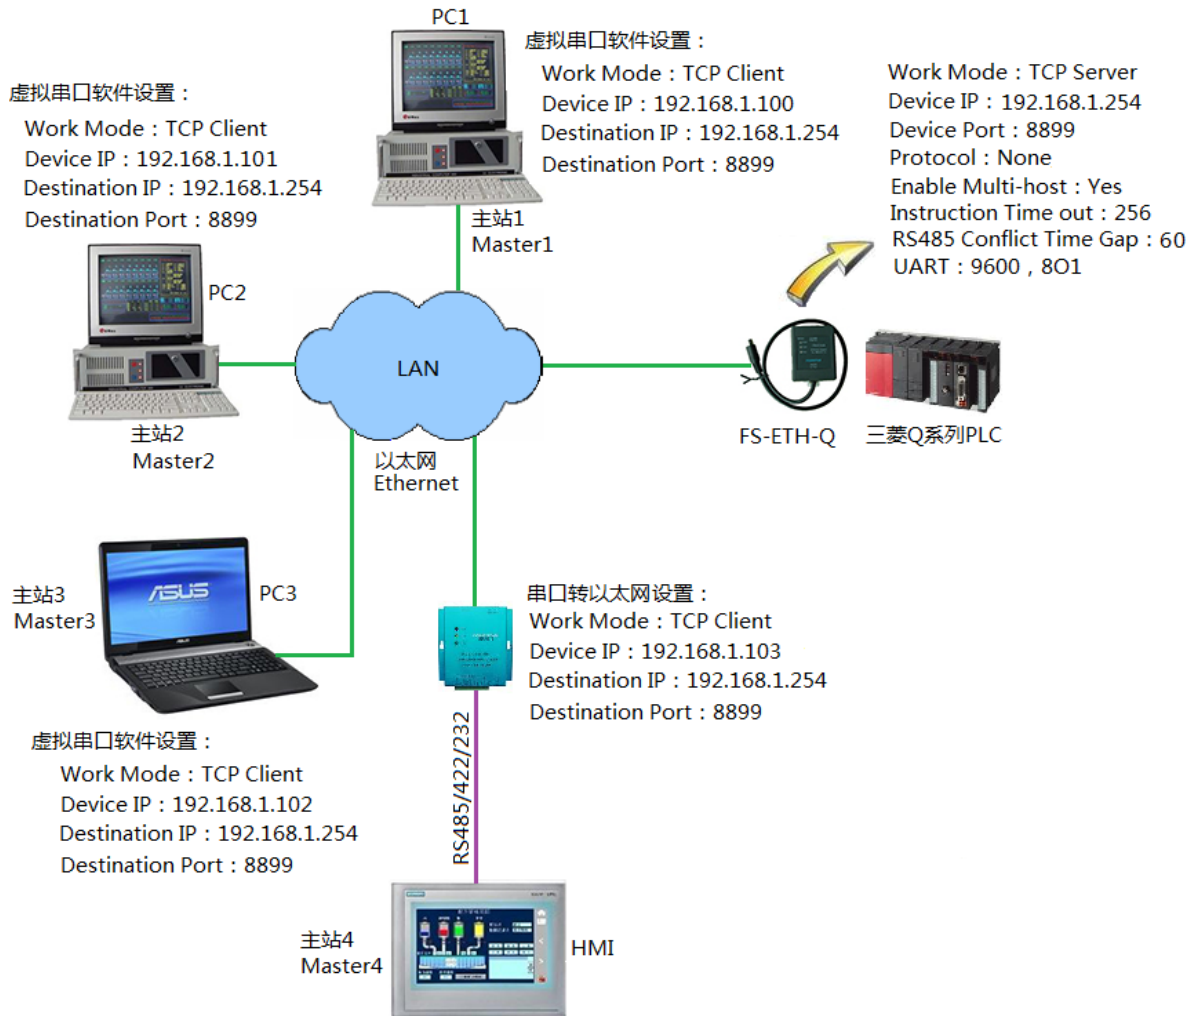 PC1
虚拟串口软件设置：
Work Mode：TCP Client
Device IP：192.168.1.100
Destination IP：192.168.1.254
Destination Port：8899
主站1
Master1
Work Mode：TCP Server
Device IP：192.168.1.254
Device Port：8899
Protocol：None
Enable Multi-host：Yes
Instruction Time out：256
RS485 Conflict Time Gap：60
UART：9600，8O1
虚拟串口软件设置：
Work Mode：TCP Client
Device IP：192.168.1.101
Destination IP：192.168.1.254
Destination Port：8899
PC2
主站2
Master2
LAN
以太网
Ethernet
FS-ETH-Q
三菱Q系列PLC
主站3
Master3
ASUS
PC3
虚拟串口软件设置：
Work Mode：TCP Client
Device IP：192.168.1.102
Destination IP：192.168.1.254
Destination Port：8899
串口转以太网设置：
Work Mode：TCP Client
Device IP：192.168.1.103
Destination IP：192.168.1.254
Destination Port：8899
RS485/422/232
主站4
Master4
HMI